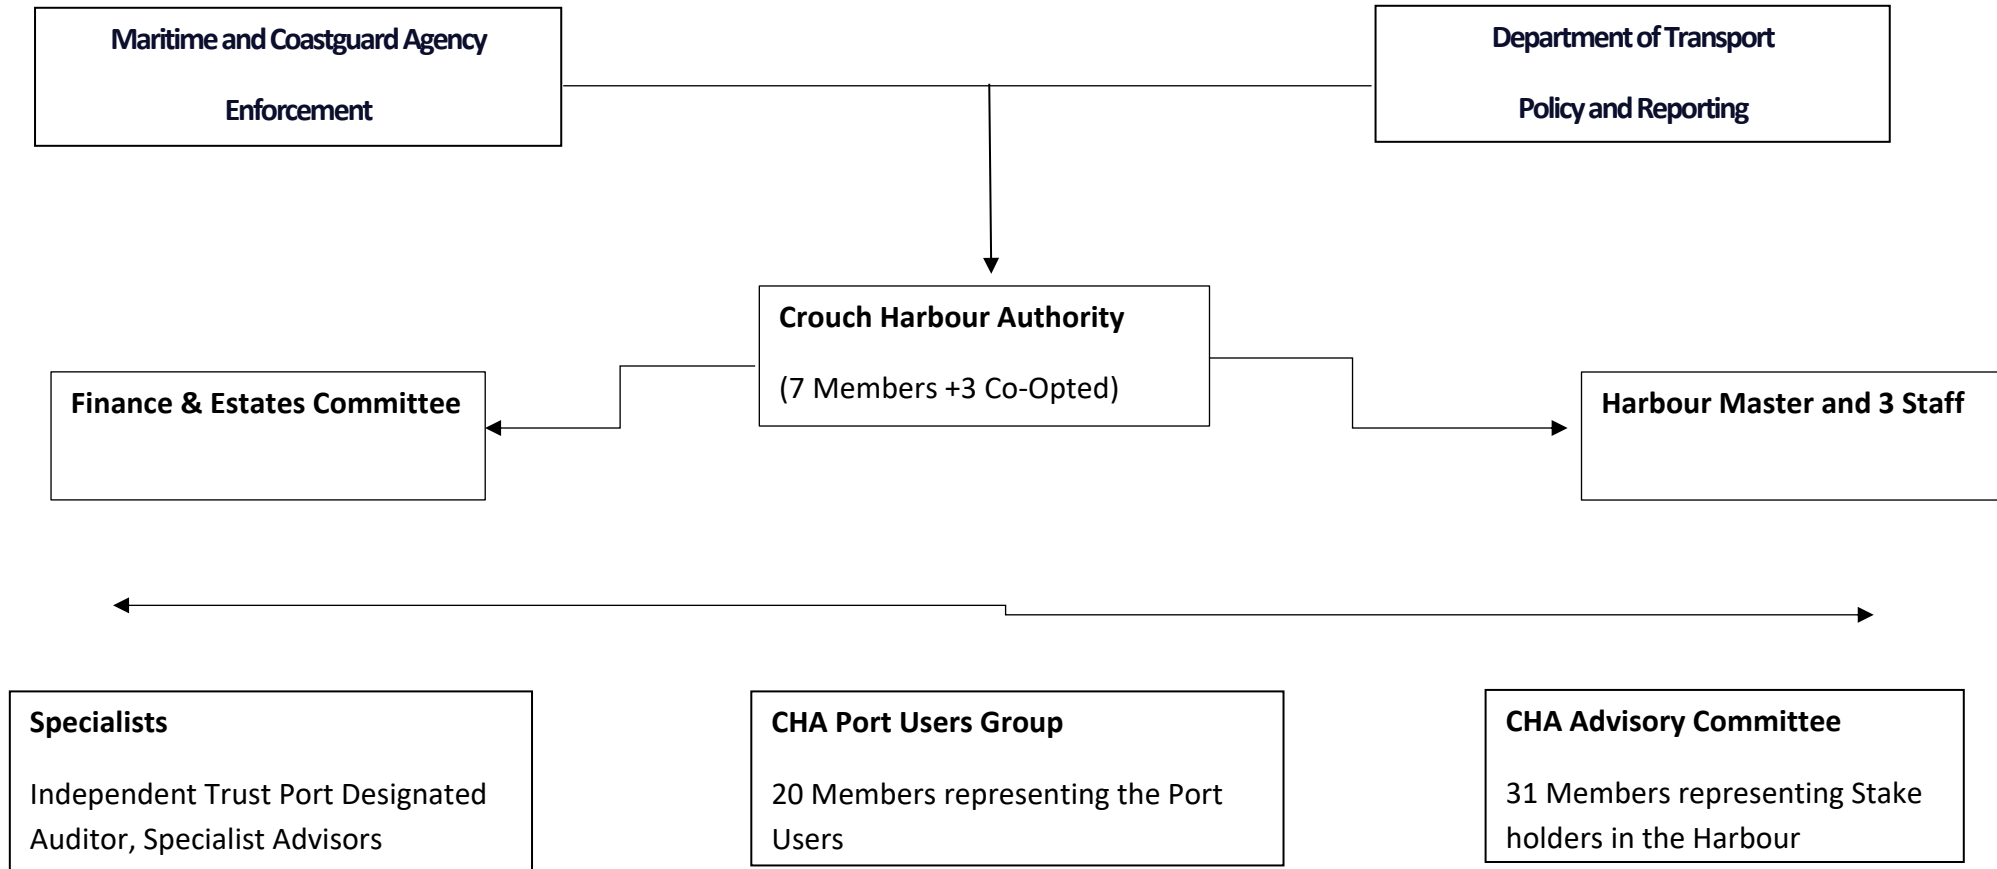 Maritime and Coastguard Agency
Enforcement
Department of Transport
Policy and Reporting
Crouch Harbour Authority
(7 Members +3 Co-Opted)
Finance & Estates Committee
Harbour Master and 3 Staff
Specialists
Independent Trust Port Designated
Auditor, Specialist Advisors
CHA Port Users Group
20 Members representing the Port
Users
CHA Advisory Committee
31 Members representing Stake
holders in the Harbour